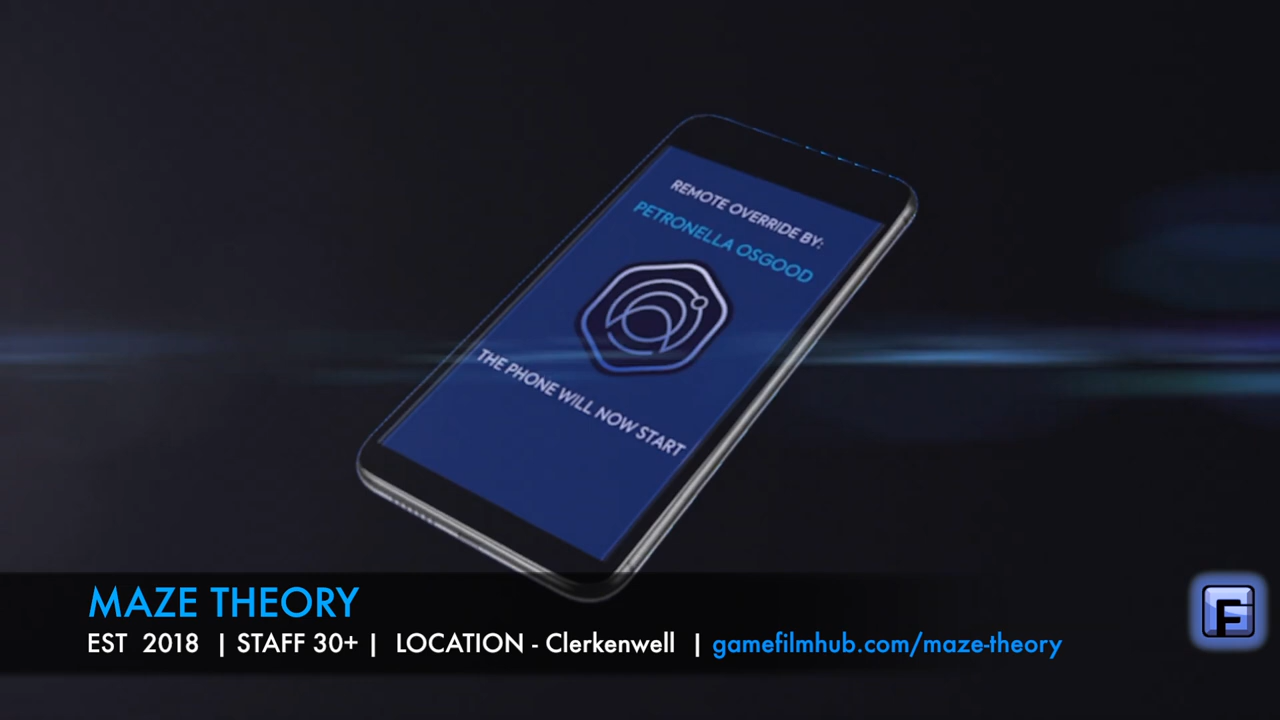 REMOTE OVERRIDE BY:
PETRONELLA OSGOOD
THE PHONE WILL NOW START
MAZE THEORY
EST 2018 | STAFF 30+ | LOCATION - Clerkenwell | gamefilmhub.com/maze-theory